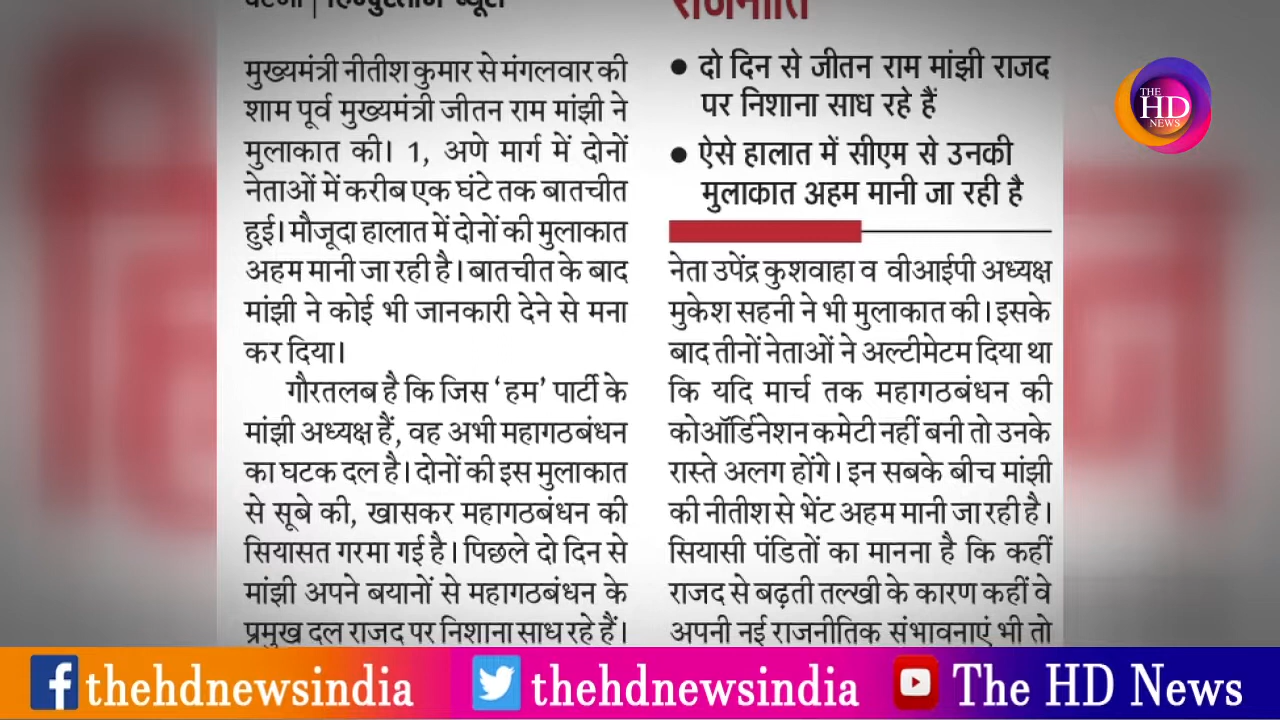 पटना | हिन्दुस्तान ब्यूरो
मुख्यमंत्री नीतीश कुमार से मंगलवार की
शाम पूर्व मुख्यमंत्री जीतन राम मांझी ने
मुलाकात की। 1, अणे मार्ग में दोनों
नेताओं में करीब एक घंटे तक बातचीत
हुई। मौजूदा हालात में दोनों की मुलाकात
अहम मानी जा रही है। बातचीत के बाद
मांझी ने कोई भी जानकारी देने से मना
कर दिया।
गौरतलब है कि जिस ‘हम’ पार्टी के
मांझी अध्यक्ष हैं, वह अभी महागठबंधन
का घटक दल है। दोनों की इस मुलाकात
से सूबे की, खासकर महागठबंधन की
सियासत गरमा गई है। पिछले दो दिन से
मांझी अपने बयानों से महागठबंधन के
प्रमुख दल राजद पर निशाना साध रहे हैं।
राजनीति
● दो दिन से जीतन राम मांझी राजद
पर निशाना साध रहे हैं
● ऐसे हालात में सीएम से उनकी
मुलाकात अहम मानी जा रही है
नेता उपेंद्र कुशवाहा व वीआईपी अध्यक्ष
मुकेश सहनी ने भी मुलाकात की। इसके
बाद तीनों नेताओं ने अल्टीमेटम दिया था
कि यदि मार्च तक महागठबंधन की
कोऑर्डिनेशन कमेटी नहीं बनी तो उनके
रास्ते अलग होंगे। इन सबके बीच मांझी
की नीतीश से भेंट अहम मानी जा रही है।
सियासी पंडितों का मानना है कि कहीं
राजद से बढ़ती तल्खी के कारण कहीं वे
अपनी नई राजनीतिक संभावनाएं भी तो
THE
HD
NEWS
thehdnewsindia
thehdnewsindia
The HD News